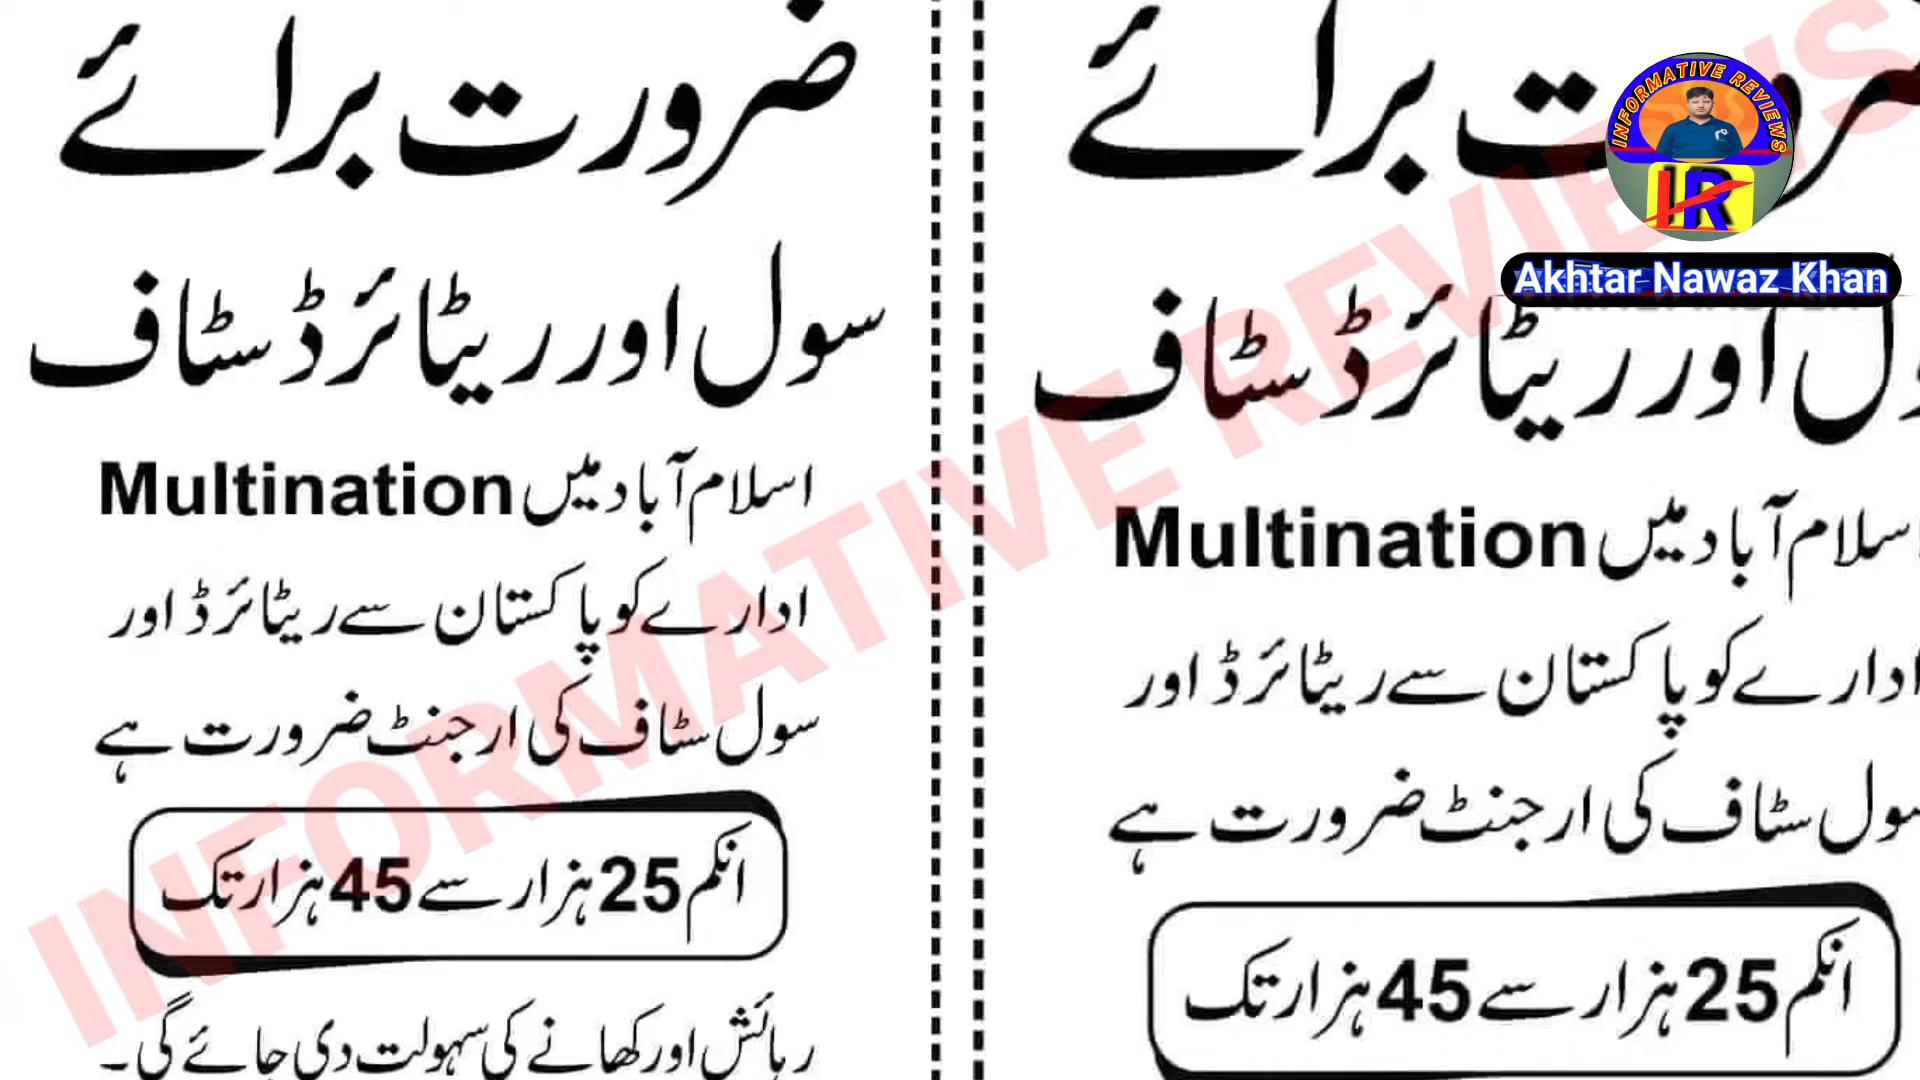 ضرورت برائے
سول اور ریٹائرڈ سٹاف
اسلام آباد میں Multination
ادارے کو پاکستان سے ریٹائرڈ اور
سول سٹاف کی ارجنٹ ضرورت ہے
انکم 25 ہزار سے 45 ہزار تک
رہائش اور کھانے کی سہولت دی جائے گی۔
برائے
اور ریٹائرڈ سٹاف
اسلام آباد میں Multination
ادارے کو پاکستان سے ریٹائرڈ اور
سول سٹاف کی ارجنٹ ضرورت ہے
انکم 25 ہزار سے 45 ہزار تک
INFORMATIVE REVIEWS
INFORMATIVE REVIEWS
IR
Akhtar Nawaz Khan